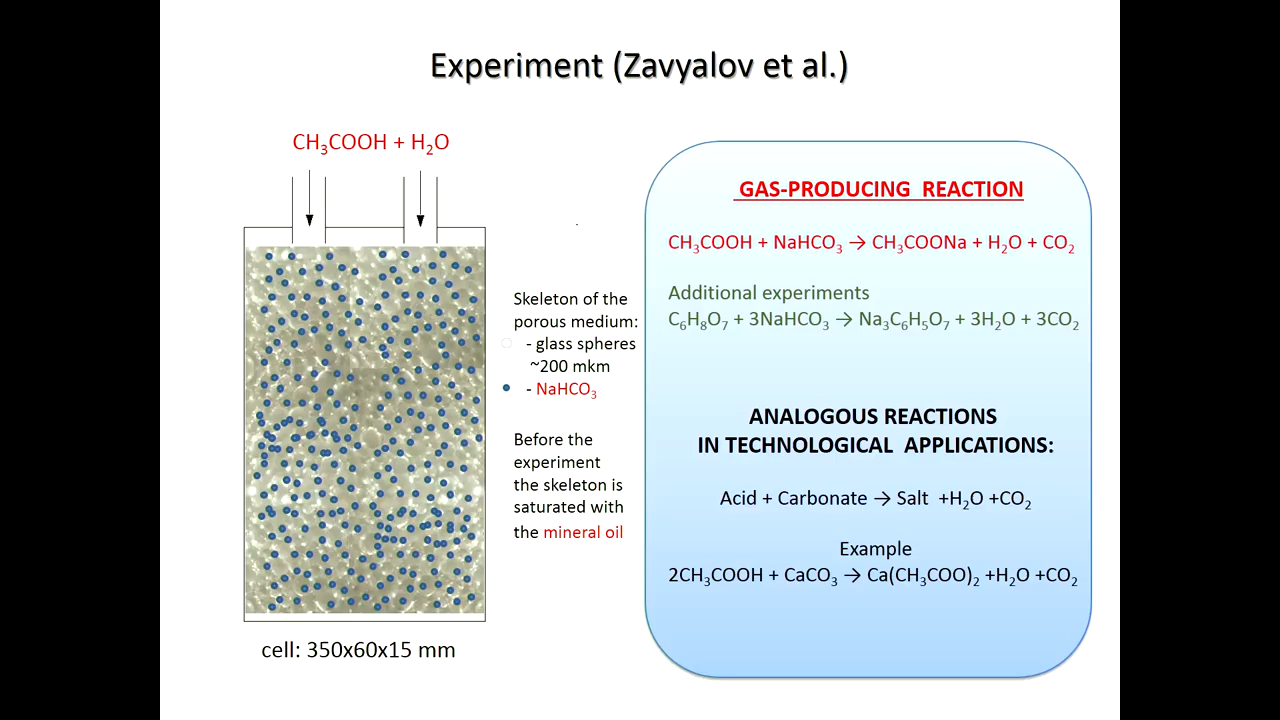 Experiment (Zavyalov et al.)
CH₃COOH + H₂O
Skeleton of the
porous medium:
- glass spheres
~200 mkm
- NaHCO₃
Before the
experiment
the skeleton is
saturated with
the mineral oil
cell: 350x60x15 mm
GAS-PRODUCING REACTION
CH₃COOH + NaHCO₃ → CH₃COONa + H₂O + CO₂
Additional experiments
C₆H₈O₇ + 3NaHCO₃ → Na₃C₆H₅O₇ + 3H₂O + 3CO₂
ANALOGOUS REACTIONS
IN TECHNOLOGICAL APPLICATIONS:
Acid + Carbonate → Salt +H₂O +CO₂
Example
2CH₃COOH + CaCO₃ → Ca(CH₃COO)₂ +H₂O +CO₂